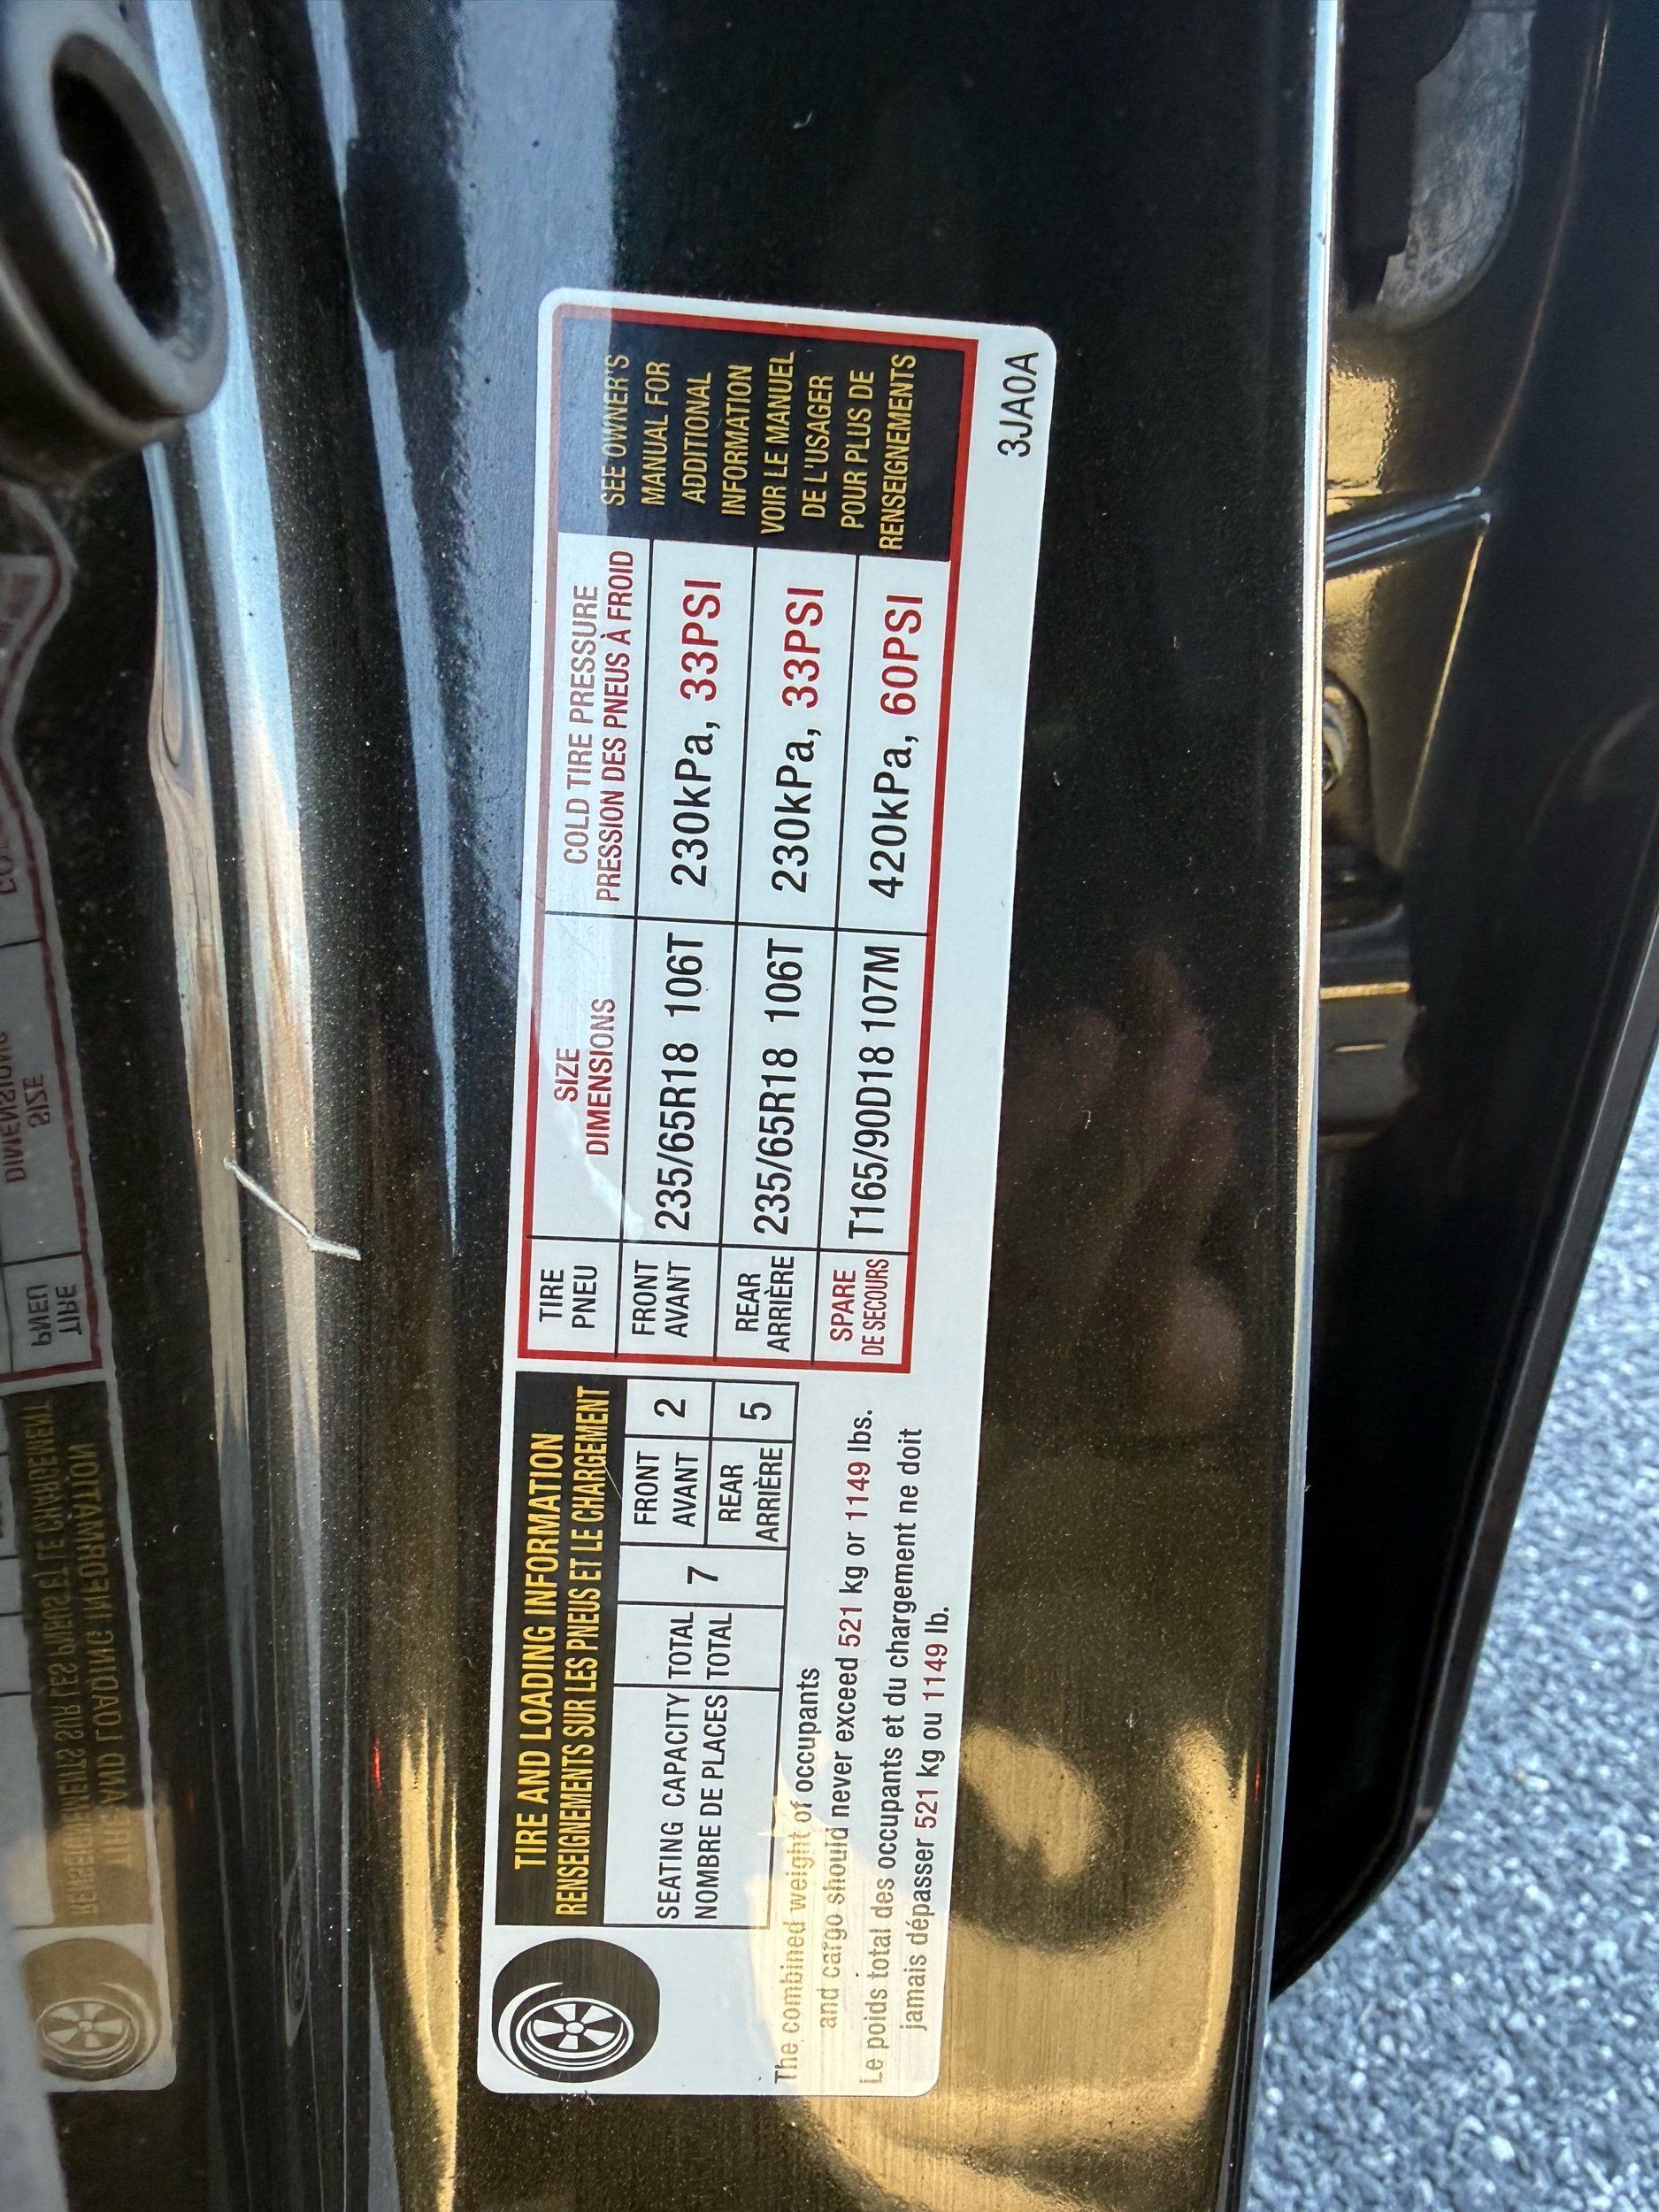 TIRE AND LOADING INFORMATION
RENSEIGNEMENTS SUR LES PNEUS ET LE CHARGEMENT
SEATING CAPACITY
NOMBRE DE PLACES
TOTAL
TOTAL
7
FRONT
AVANT
2
REAR
ARRIÈRE
5
The combined weight of occupants
and cargo should never exceed 521 kg or 1149 lbs.
Le poids total des occupants et du chargement ne doit
jamais dépasser 521 kg ou 1149 lb.
TIRE
PNEU
SIZE
DIMENSIONS
COLD TIRE PRESSURE
PRESSION DES PNEUS À FROID
FRONT
AVANT
235/65R18 106T
230kPa, 33PSI
REAR
ARRIÈRE
235/65R18 106T
230kPa, 33PSI
SPARE
DE SECOURS
T165/90D18 107M
420kPa, 60PSI
SEE OWNER'S
MANUAL FOR
ADDITIONAL
INFORMATION
VOIR LE MANUEL
DE L'USAGER
POUR PLUS DE
RENSEIGNEMENTS
3JA0A